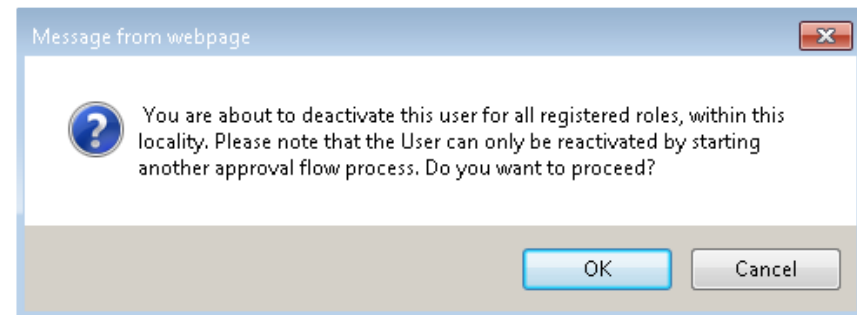 Message from webpage
You are about to deactivate this user for all registered roles, within this
locality. Please note that the User can only be reactivated by starting
another approval flow process. Do you want to proceed?
OK
Cancel